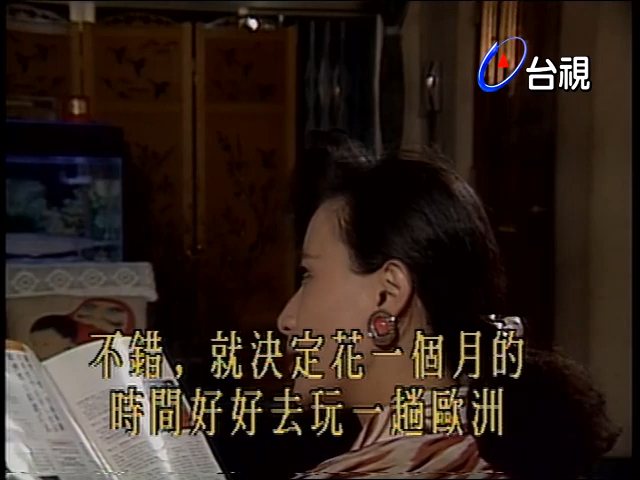 台視
不錯，就決定花一個月的
時間好好去玩一趟歐洲